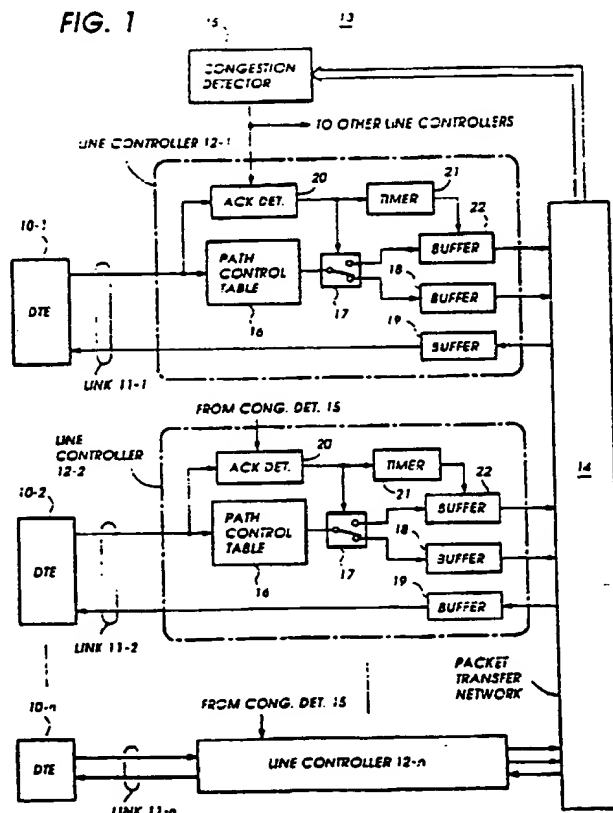 FIG. 1
15
13
CONGESTION
DETECTOR
TO OTHER LINE CONTROLLERS
LINE CONTROLLER 12-1
20
21
22
ACK DET.
TIMER
BUFFER
10-1
DTE
PATH
CONTROL
TABLE
16
17
18
BUFFER
19
BUFFER
LINK 11-1
FROM CONG. DET. 15
LINE
CONTROLLER
12-2
20
ACK DET.
TIMER
21
22
BUFFER
14
10-2
DTE
PATH
CONTROL
TABLE
16
17
18
BUFFER
19
BUFFER
LINK 11-2
PACKET
TRANSFER
NETWORK
10-n
DTE
FROM CONG. DET. 15
LINE CONTROLLER 12-n
LINK 11-n